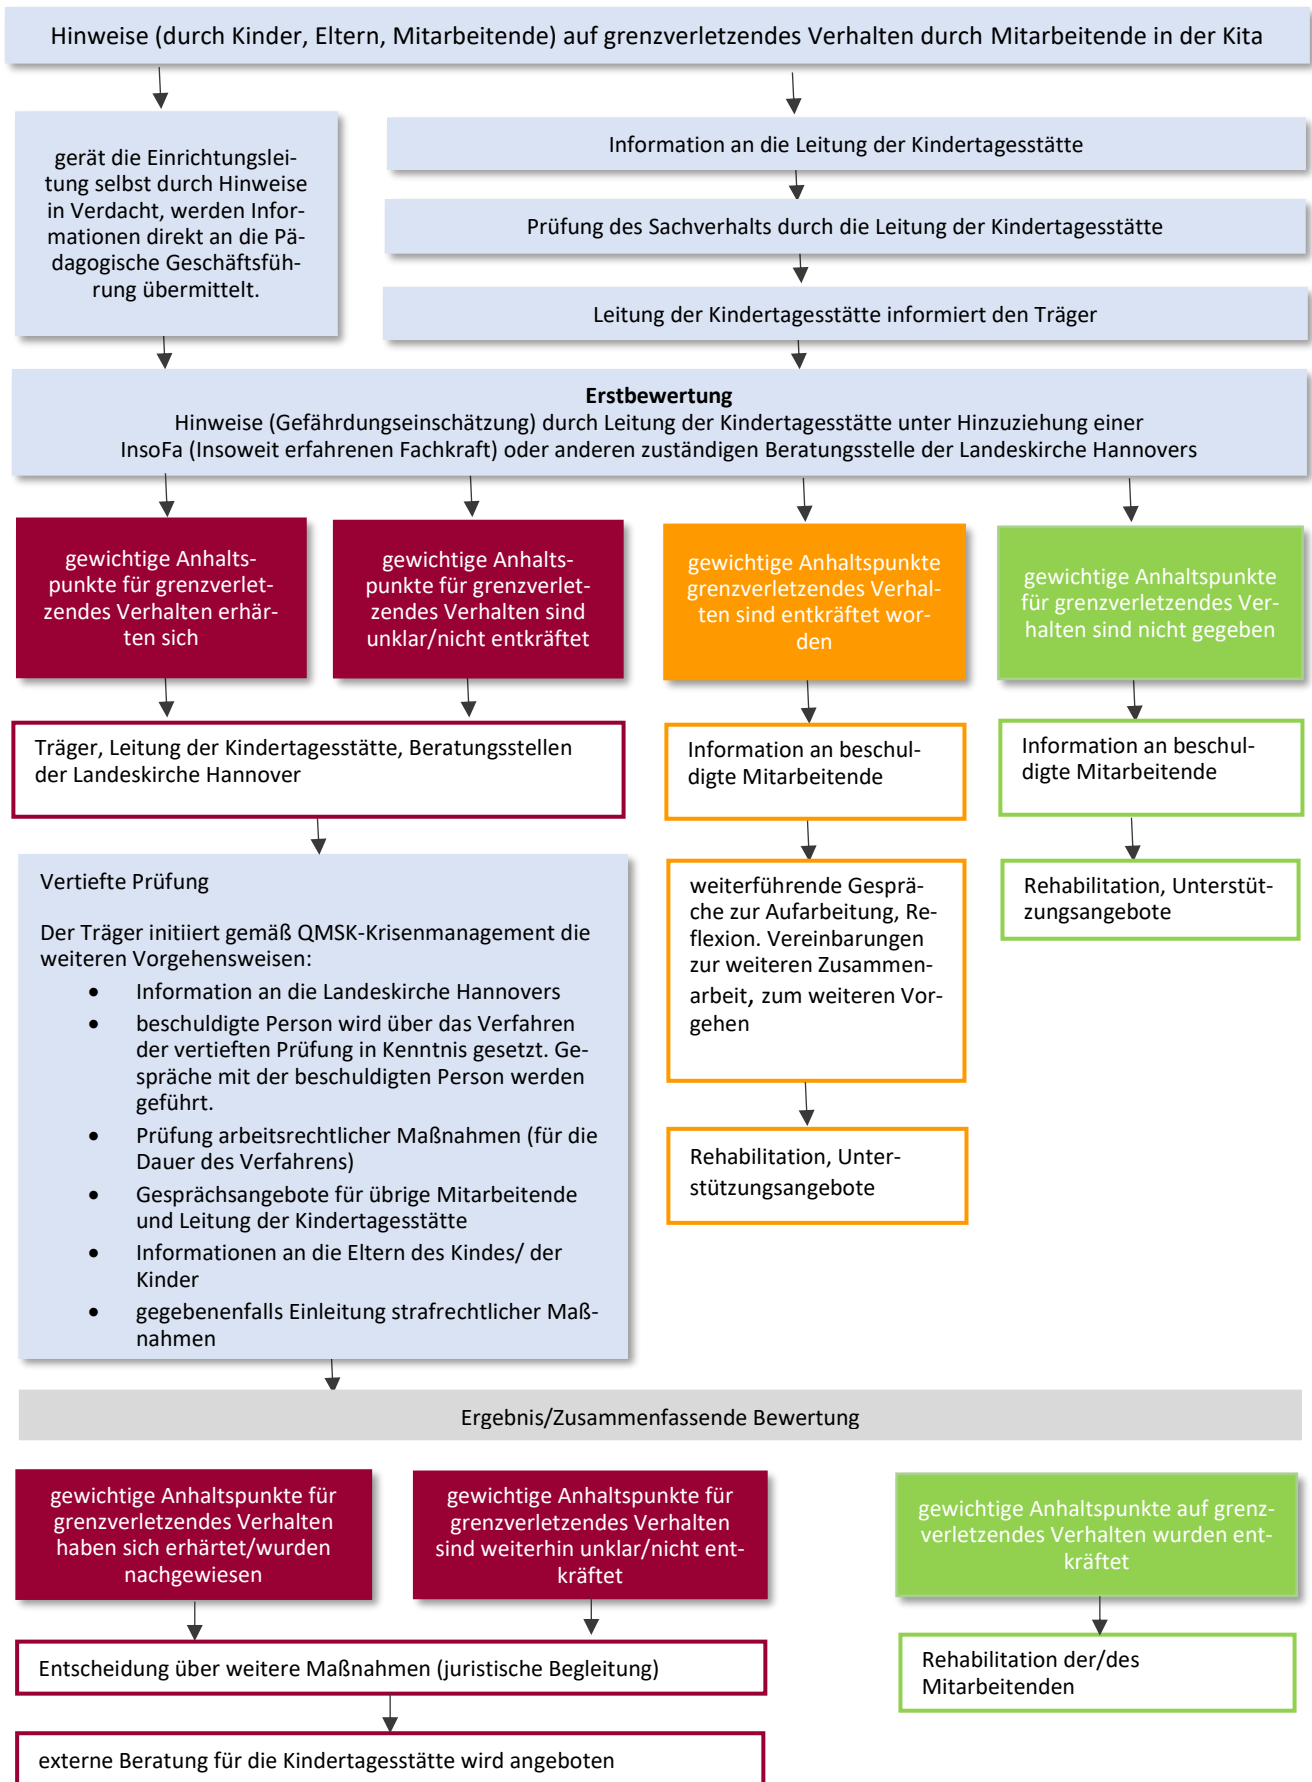 Hinweise (durch Kinder, Eltern, Mitarbeitende) auf grenzverletzendes Verhalten durch Mitarbeitende in der Kita
gerät die Einrichtungslei-
tung selbst durch Hinweise
in Verdacht, werden Infor-
mationen direkt an die Pä-
dagogische Geschäftsfüh-
rung übermittelt.
Information an die Leitung der Kindertagesstätte
Prüfung des Sachverhalts durch die Leitung der Kindertagesstätte
Leitung der Kindertagesstätte informiert den Träger
Erstbewertung
Hinweise (Gefährdungseinschätzung) durch Leitung der Kindertagesstätte unter Hinzuziehung einer
InsoFa (Insoweit erfahrenen Fachkraft) oder anderen zuständigen Beratungsstelle der Landeskirche Hannovers
gewichtige Anhalts-
punkte für grenzverlet-
zendes Verhalten erhär-
ten sich
gewichtige Anhalts-
punkte für grenzverlet-
zendes Verhalten sind
unklar/nicht entkräftet
gewichtige Anhaltspunkte
grenzverletzendes Verhal-
ten sind entkräftet wor-
den
gewichtige Anhaltspunkte
für grenzverletzendes Ver-
halten sind nicht gegeben
Träger, Leitung der Kindertagesstätte, Beratungsstellen
der Landeskirche Hannover
Information an beschul-
digte Mitarbeitende
Information an beschul-
digte Mitarbeitende
Vertiefte Prüfung
Der Träger initiiert gemäß QMSK-Krisenmanagement die
weiteren Vorgehensweisen:
• Information an die Landeskirche Hannovers
• beschuldigte Person wird über das Verfahren
der vertieften Prüfung in Kenntnis gesetzt. Ge-
spräche mit der beschuldigten Person werden
geführt.
• Prüfung arbeitsrechtlicher Maßnahmen (für die
Dauer des Verfahrens)
• Gesprächsangebote für übrige Mitarbeitende
und Leitung der Kindertagesstätte
• Informationen an die Eltern des Kindes/ der
Kinder
• gegebenenfalls Einleitung strafrechtlicher Maß-
nahmen
weiterführende Gesprä-
che zur Aufarbeitung, Re-
flexion. Vereinbarungen
zur weiteren Zusammen-
arbeit, zum weiteren Vor-
gehen
Rehabilitation, Unterstüt-
zungsangebote
Rehabilitation, Unter-
stützungsangebote
Ergebnis/Zusammenfassende Bewertung
gewichtige Anhaltspunkte für
grenzverletzendes Verhalten
haben sich erhärtet/wurden
nachgewiesen
gewichtige Anhaltspunkte für
grenzverletzendes Verhalten
sind weiterhin unklar/nicht ent-
kräftet
gewichtige Anhaltspunkte auf grenz-
verletzendes Verhalten wurden ent-
kräftet
Entscheidung über weitere Maßnahmen (juristische Begleitung)
Rehabilitation der/des
Mitarbeitenden
externe Beratung für die Kindertagesstätte wird angeboten